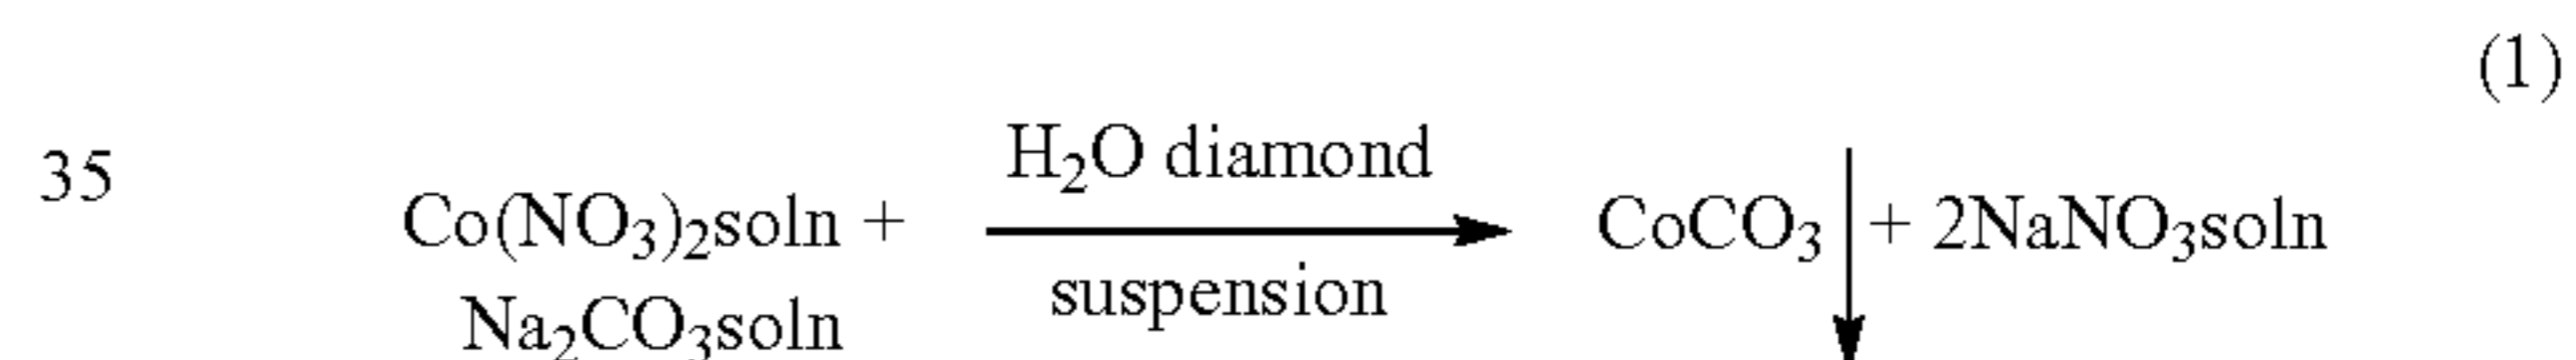 (1)
35
H₂O diamond
Co(NO₃)₂soln + → CoCO₃ ↓ + 2NaNO₃soln
suspension
Na₂CO₃soln